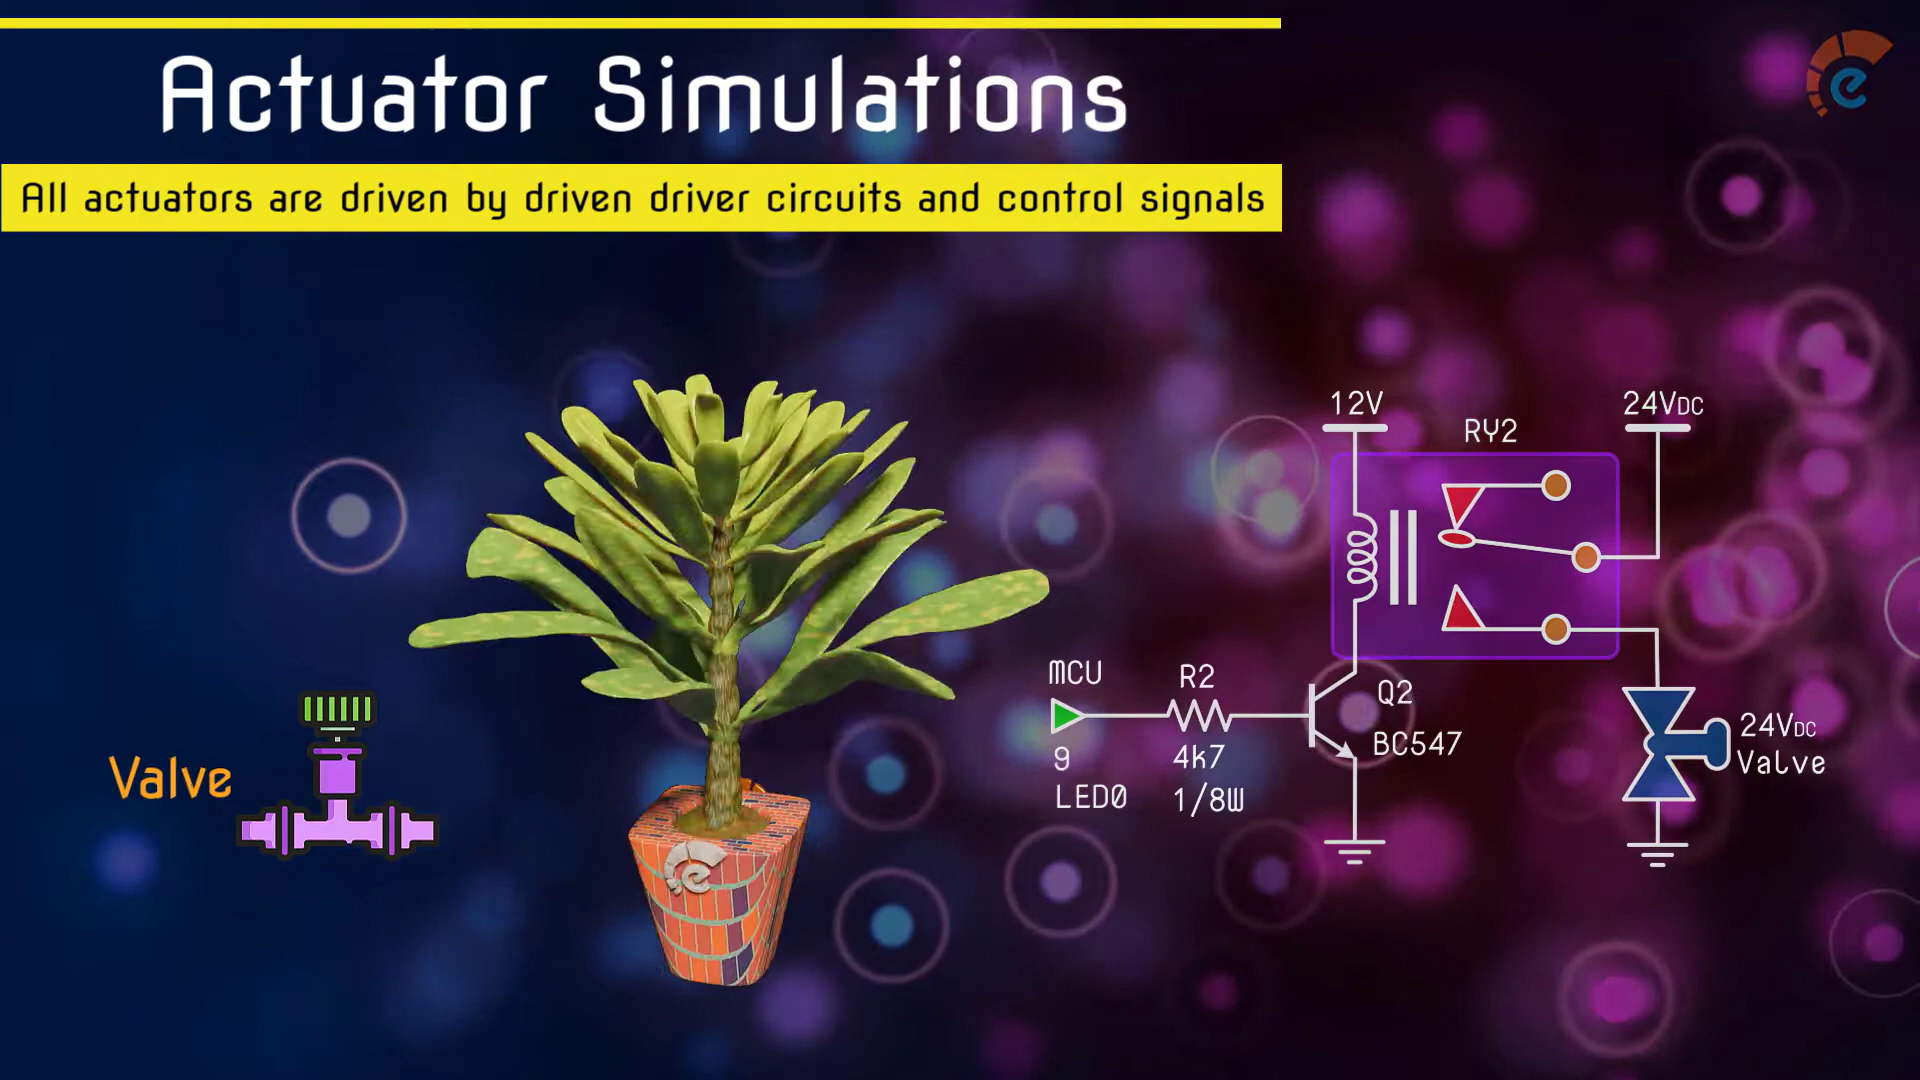 Actuator Simulations
All actuators are driven by driven driver circuits and control signals
12V
24VDC
RY2
MCU
R2
Q2
BC547
9
4k7
LED0
1/8W
24VDC
Valve
Valve
e
e